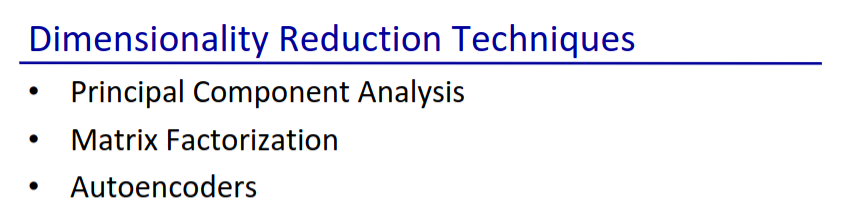 Dimensionality Reduction Techniques
• Principal Component Analysis
• Matrix Factorization
• Autoencoders